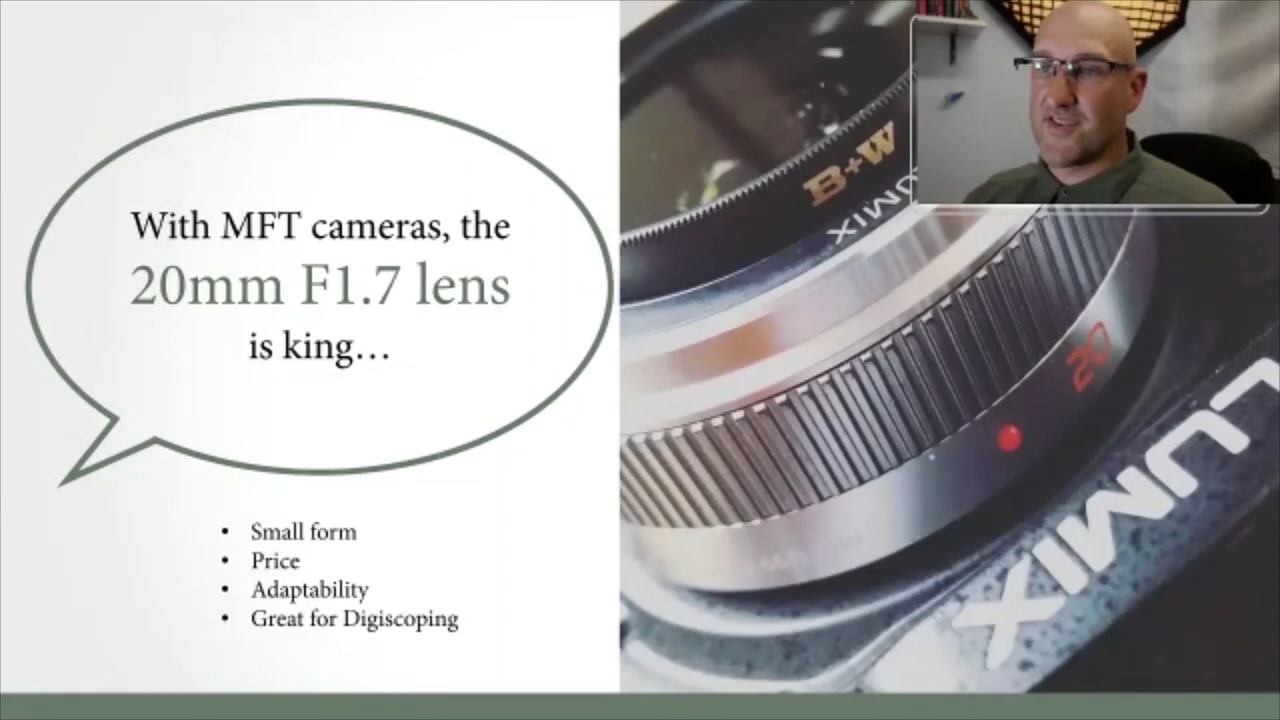 With MFT cameras, the
20mm F1.7 lens
is king…
• Small form
• Price
• Adaptability
• Great for Digiscoping
B+W
LUMIX
20
LUMIX